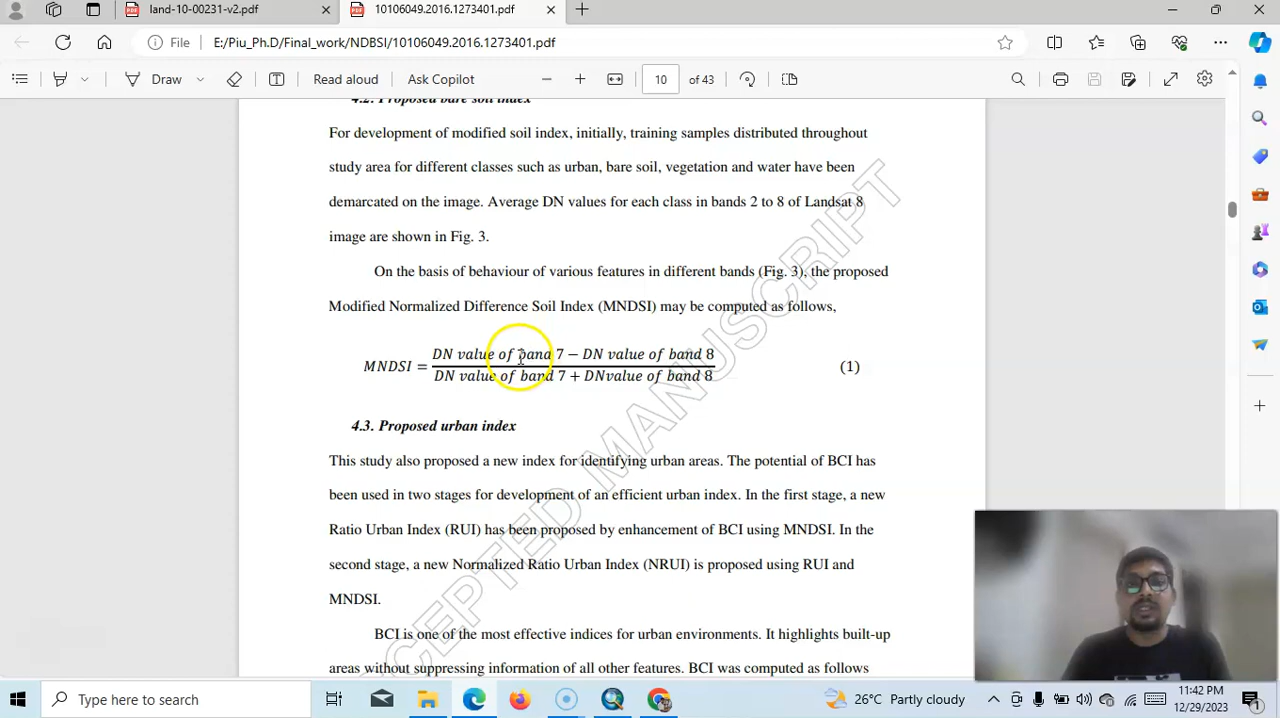 land-10-00231-v2.pdf
10106049.2016.1273401.pdf
File
E:/Piu_Ph.D/Final_work/NDBSI/10106049.2016.1273401.pdf
Draw
Read aloud
Ask Copilot
10
of 43
4.2. Proposed bare soil index
For development of modified soil index, initially, training samples distributed throughout
study area for different classes such as urban, bare soil, vegetation and water have been
demarcated on the image. Average DN values for each class in bands 2 to 8 of Landsat 8
image are shown in Fig. 3.
On the basis of behaviour of various features in different bands (Fig. 3), the proposed
Modified Normalized Difference Soil Index (MNDSI) may be computed as follows,
DN value of band 7 − DN value of band 8
MNDSI =
(1)
DN value of band 7 + DNvalue of band 8
4.3. Proposed urban index
This study also proposed a new index for identifying urban areas. The potential of BCI has
been used in two stages for development of an efficient urban index. In the first stage, a new
Ratio Urban Index (RUI) has been proposed by enhancement of BCI using MNDSI. In the
second stage, a new Normalized Ratio Urban Index (NRUI) is proposed using RUI and
MNDSI.
BCI is one of the most effective indices for urban environments. It highlights built-up
areas without suppressing information of all other features. BCI was computed as follows
CEPTED MANUSCRIPT
Type here to search
26°C Partly cloudy
11:42 PM
12/29/2023